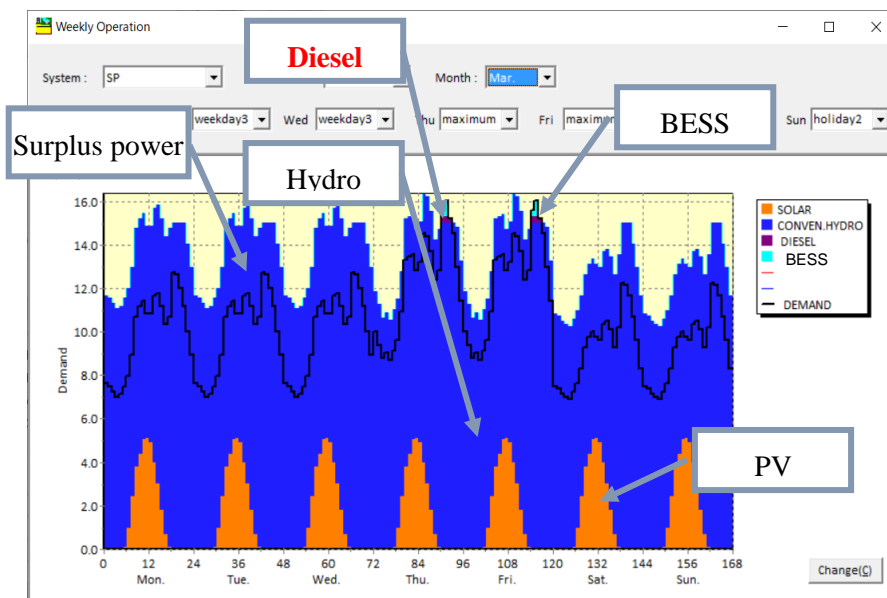 Weekly Operation
Diesel
System : SP
Month : Mar.
weekday3 Wed weekday3 Thu maximum Fri maximum Sun holiday2
BESS
Surplus power
Hydro
16.0
14.0
12.0
10.0
8.0
6.0
4.0
2.0
0.0
Demand
SOLAR
CONVEN.HYDRO
DIESEL
BESS
DEMAND
PV
0 12 24 36 48 60 72 84 96 108 120 132 144 156 168
Mon. Tue. Wed. Thu. Fri. Sat. Sun.
Change(C)